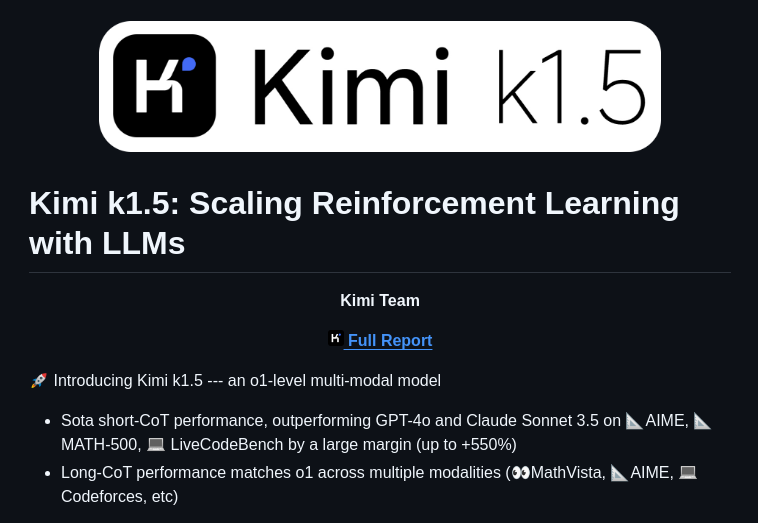 Kimi k1.5
Kimi k1.5: Scaling Reinforcement Learning
with LLMs
Kimi Team
Full Report
🚀 Introducing Kimi k1.5 --- an o1-level multi-modal model
• Sota short-CoT performance, outperforming GPT-4o and Claude Sonnet 3.5 on 📐AIME, 📐
MATH-500, 💻 LiveCodeBench by a large margin (up to +550%)
• Long-CoT performance matches o1 across multiple modalities (👀MathVista, 📐AIME, 💻
Codeforces, etc)